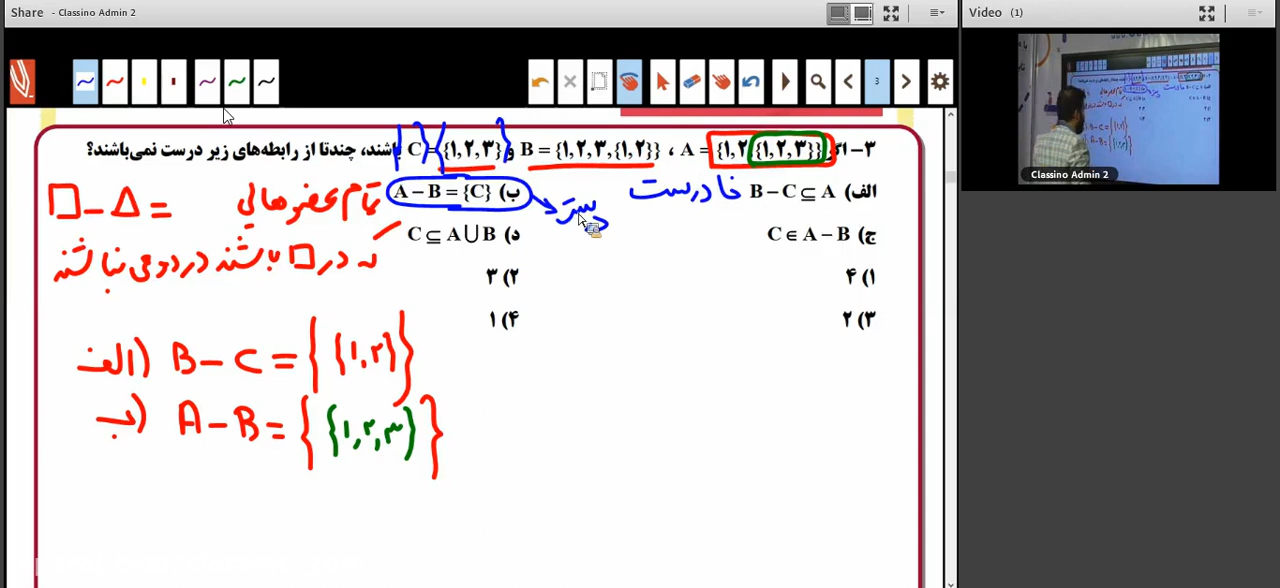 Share - Classino Admin 2
Video (1)
3
۳- اگر A = {۱,۲{۱,۲,۳}} ، B = {۱,۲,۳,{۱,۲}} و C = {۱,۲,۳} باشند، چندتا از رابطه‌های زیر درست نمی‌باشند؟
الف) B – C ⊆ A نادرست
ب) A – B = {C} درست
ج) C ∈ A – B
د) C ⊆ A ⋃ B
۱) ۴
۲) ۳
۳) ۲
۴) ۱
□ – △ = تمام عضوهایی
که در □ باشند در دومی نباشند
الف) B – C = { {۱,۲} }
ب) A – B = { {۱,۲,۳} }
Classino Admin 2